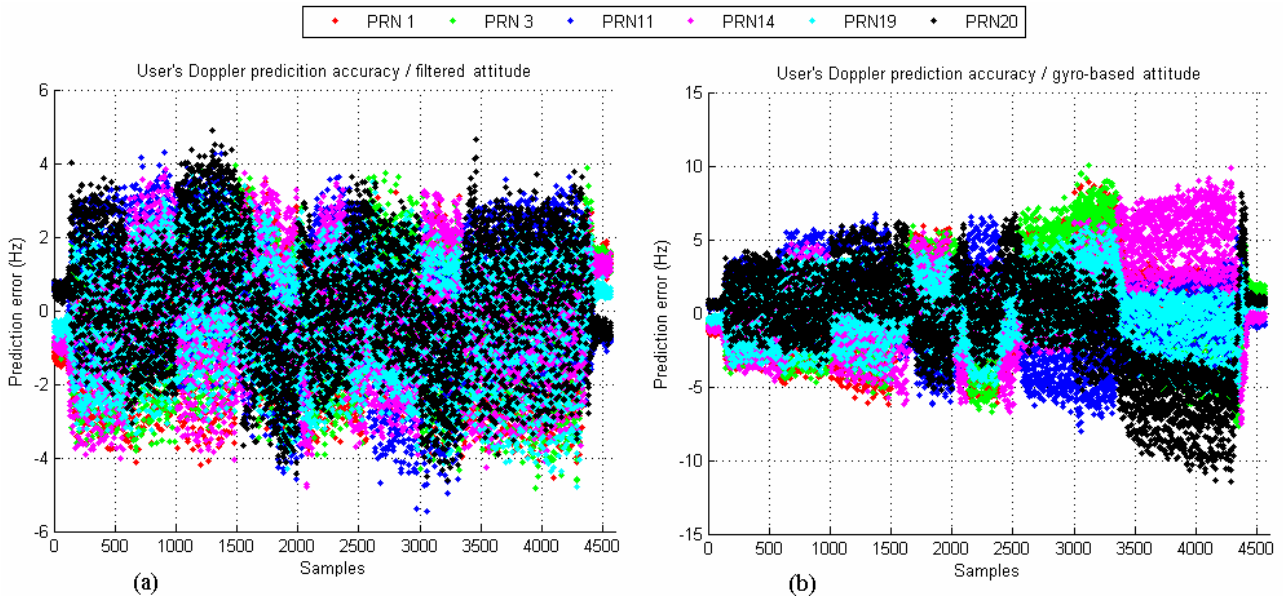 PRN 1 PRN 3 PRN11 PRN14 PRN19 PRN20
User's Doppler predicition accuracy / filtered attitude
6
4
2
0
-2
-4
-6
Prediction error (Hz)
0 500 1000 1500 2000 2500 3000 3500 4000 4500
Samples
(a)
User's Doppler prediction accuracy / gyro-based attitude
15
10
5
0
-5
-10
-15
Prediction error (Hz)
0 500 1000 1500 2000 2500 3000 3500 4000 4500
Samples
(b)